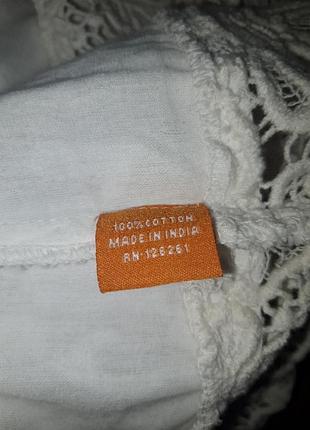 100% COTTON
MADE IN INDIA
RN-126261